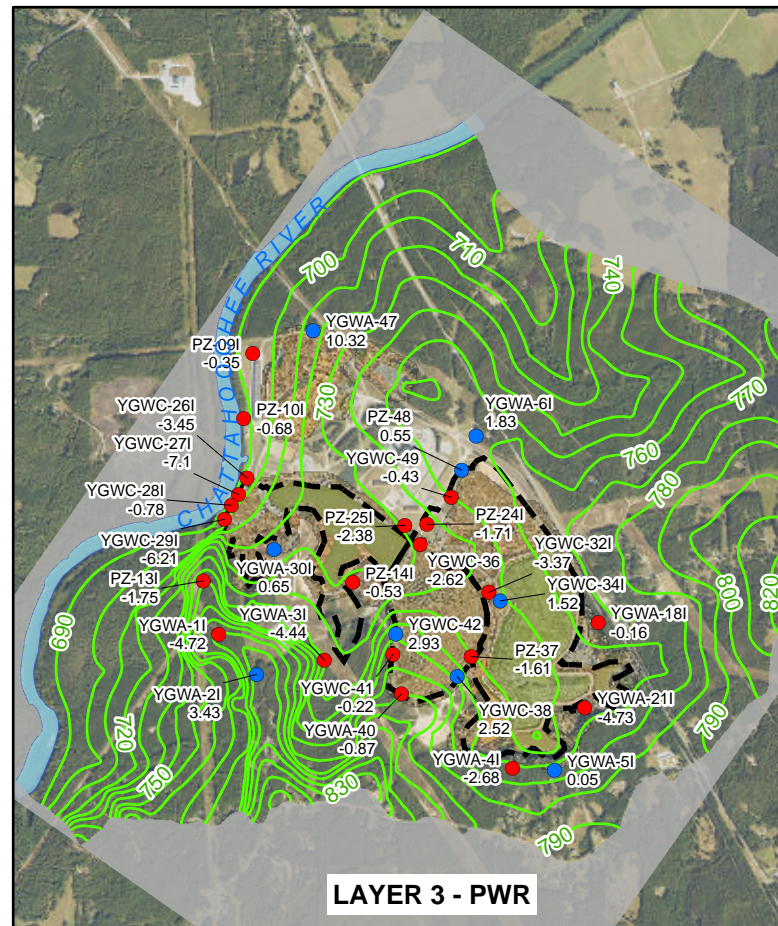 740
710
700
CHATTAHOOCHEE RIVER
YGWA-47
10.32
PZ-09I
-0.35
730
770
YGWC-26I
-3.45
PZ-10I
-0.68
PZ-48
0.55
YGWA-6I
1.83
YGWC-27I
-7.1
YGWC-49
-0.43
760
780
YGWC-28I
-0.78
PZ-25I
-2.38
PZ-24I
-1.71
YGWC-29I
-6.21
YGWC-36
-2.62
YGWC-32I
-3.37
YGWA-30I
0.65
PZ-14I
-0.53
YGWC-34I
1.52
800
820
PZ-13I
-1.75
690
YGWA-1I
-4.72
YGWA-3I
-4.44
YGWC-42
2.93
PZ-37
-1.61
YGWA-18I
-0.16
YGWA-2I
3.43
YGWC-41
-0.22
YGWC-38
2.52
YGWA-21I
-4.73
YGWA-40
-0.87
720
790
750
830
YGWA-4I
-2.68
YGWA-5I
0.05
790
LAYER 3 - PWR